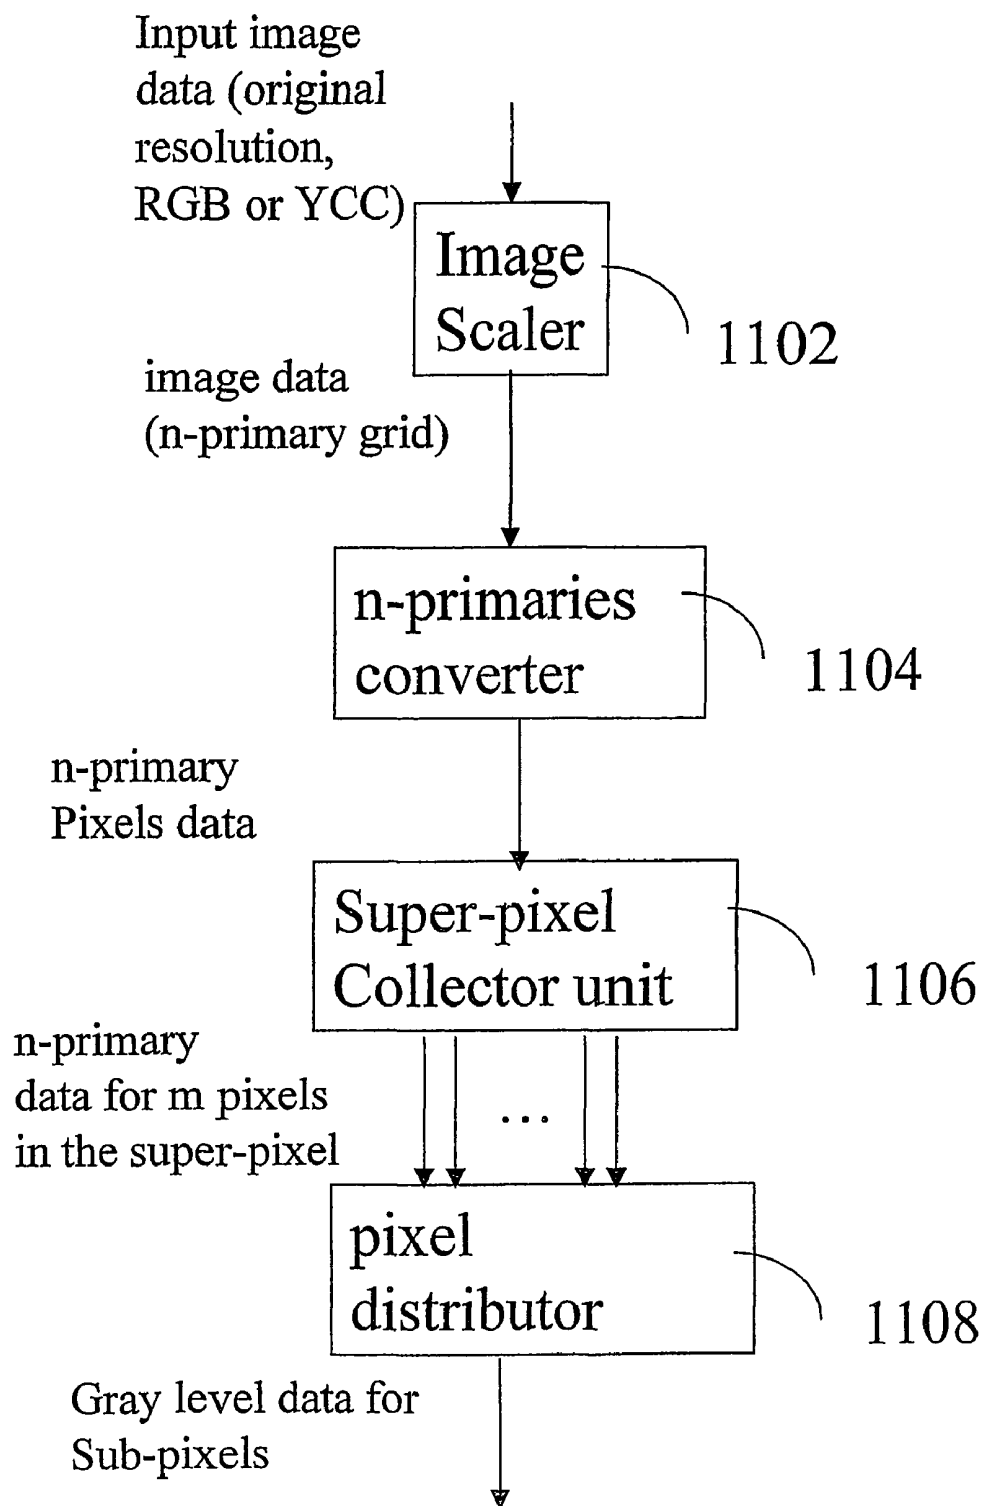 Input image
data (original
resolution,
RGB or YCC)
Image
Scaler
1102
image data
(n-primary grid)
n-primaries
converter
1104
n-primary
Pixels data
Super-pixel
Collector unit
1106
n-primary
data for m pixels
in the super-pixel
...
pixel
distributor
1108
Gray level data for
Sub-pixels